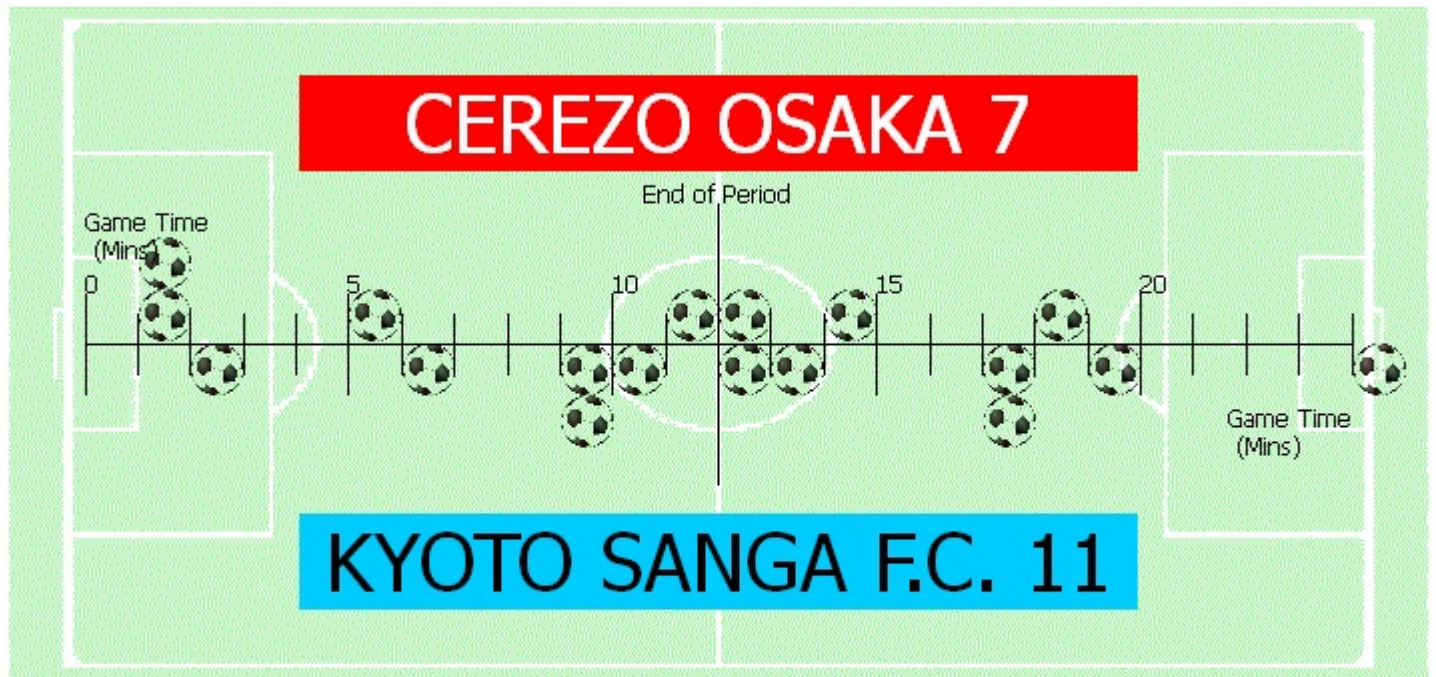 CEREZO OSAKA 7
End of Period
Game Time
(Mins)
0 5 10 15 20
Game Time
(Mins)
KYOTO SANGA F.C. 11